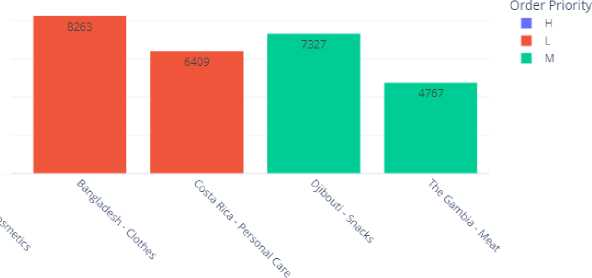 Order Priority
H
L
M
8263
6409
7327
4767
Bangladesh - Clothes
Costa Rica - Personal Care
Djibouti - Snacks
The Gambia - Meat